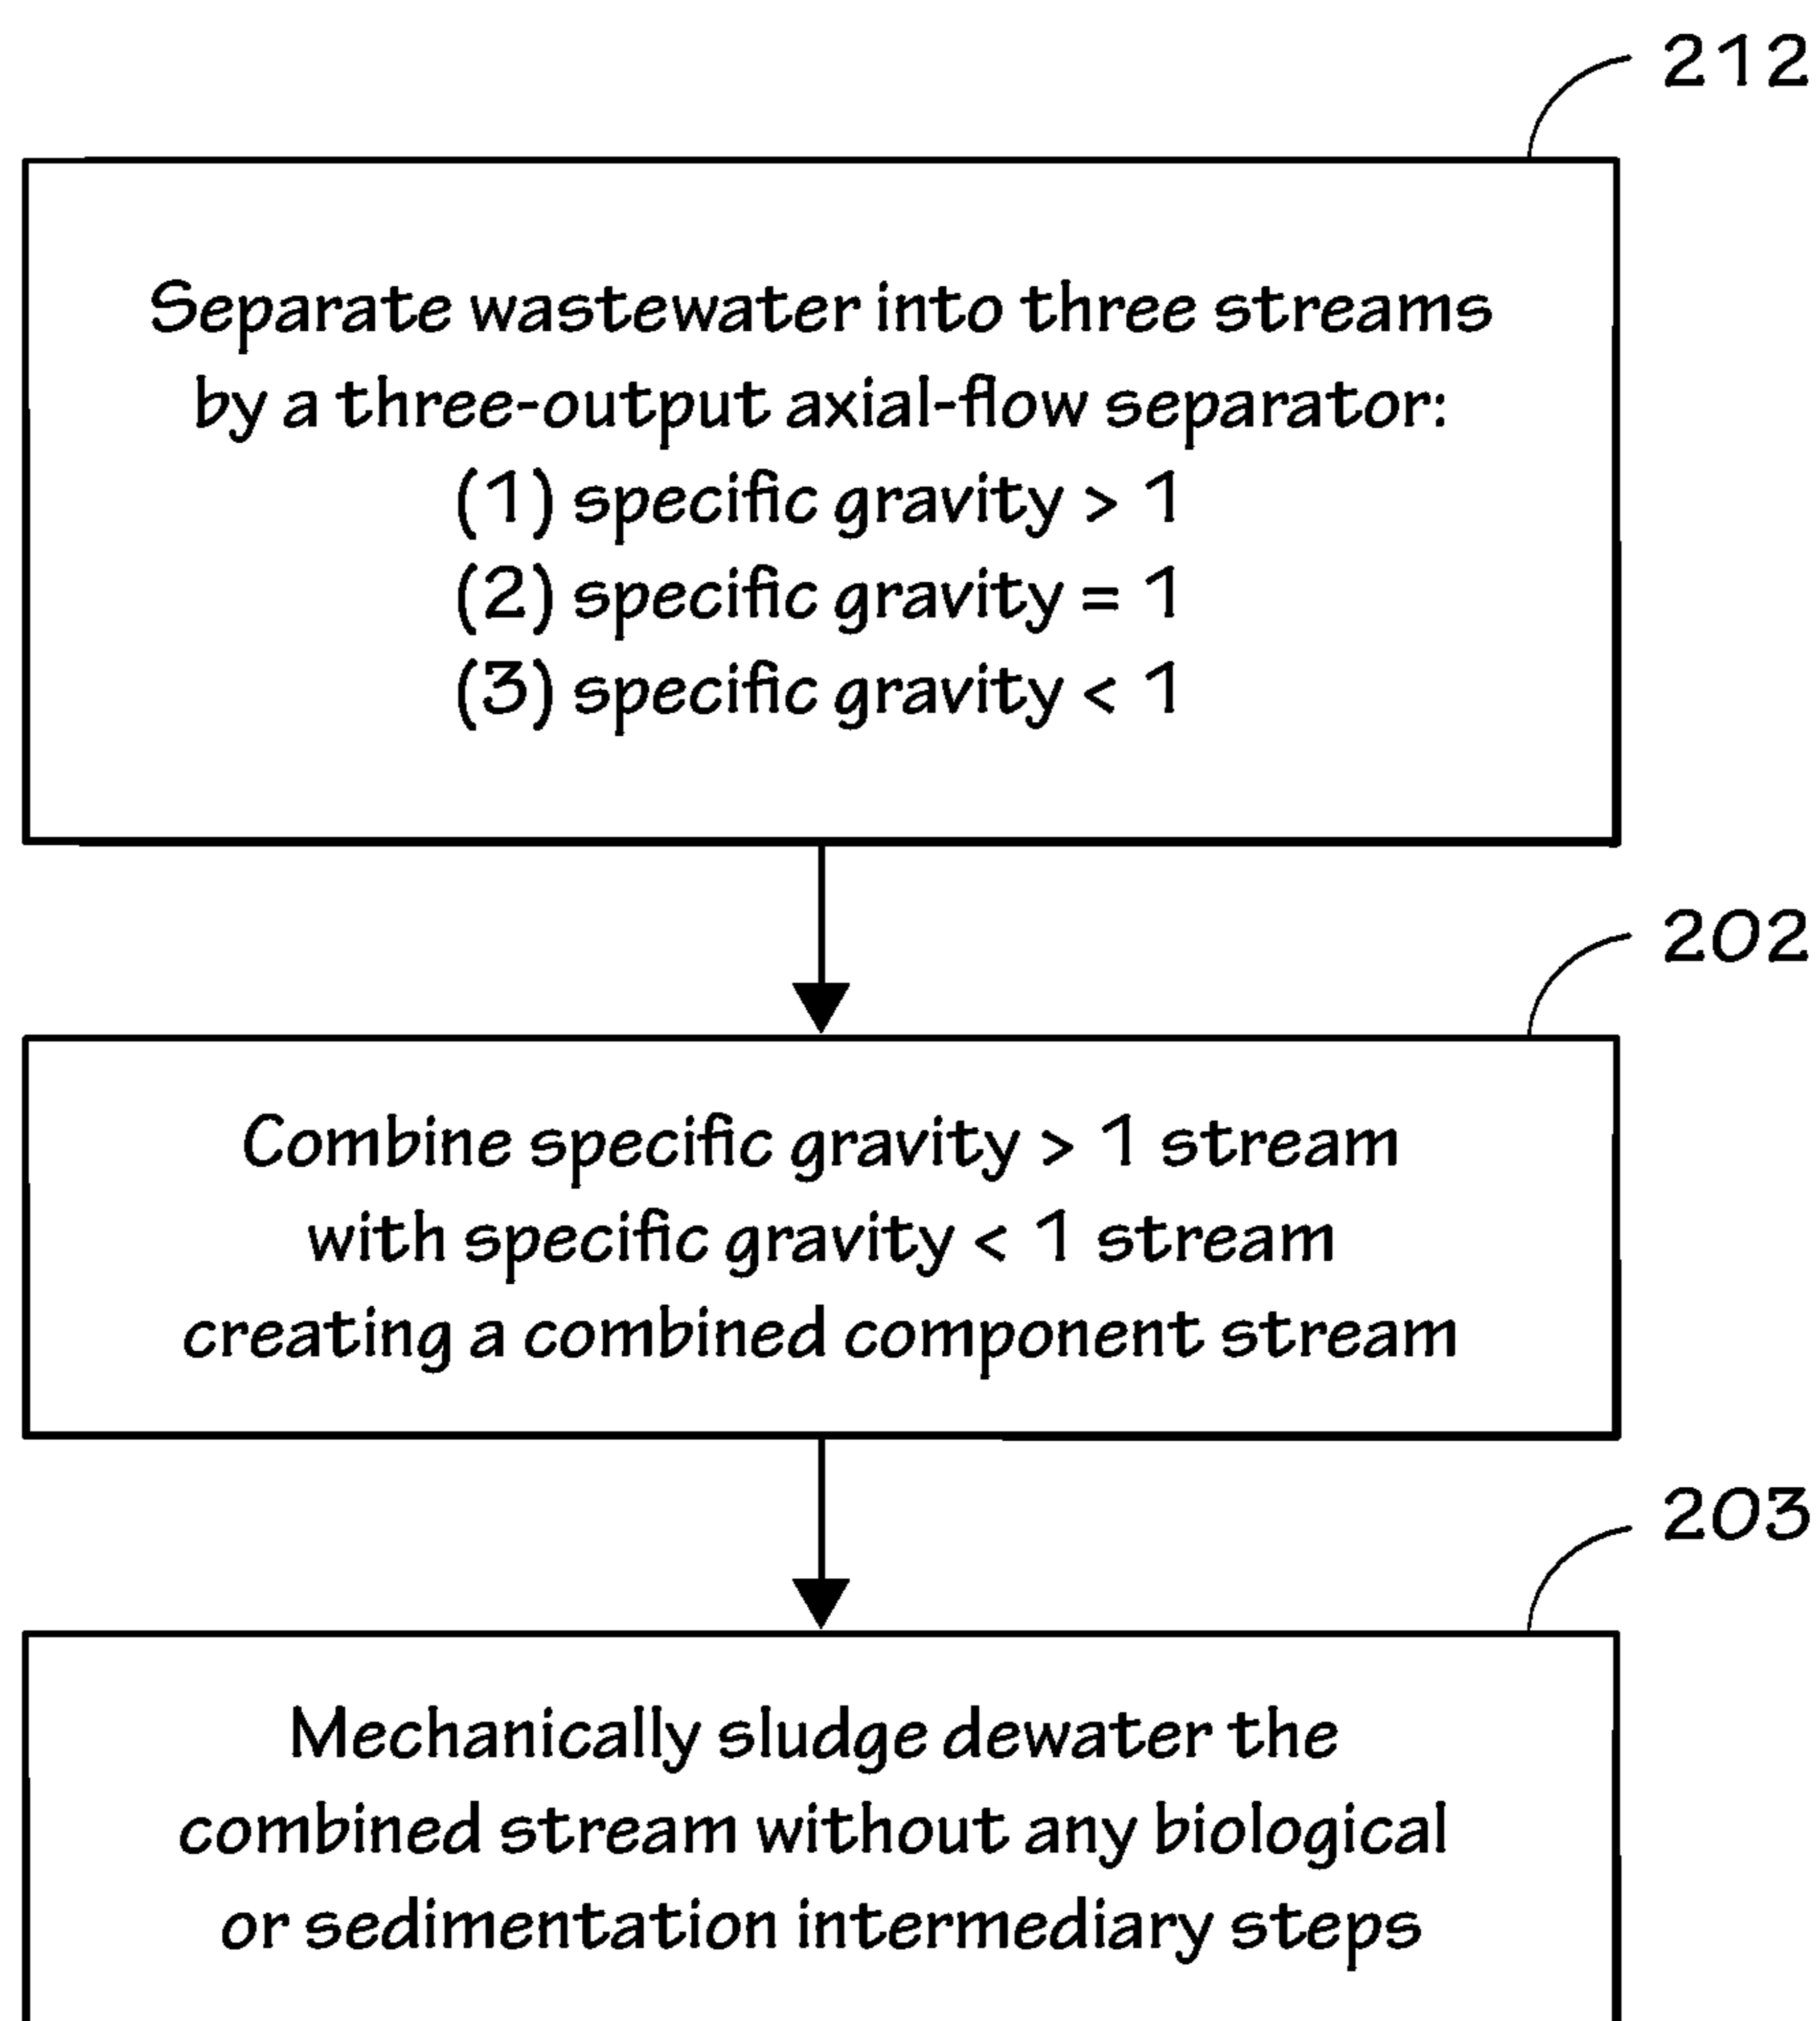 212
Separate wastewater into three streams
by a three-output axial-flow separator:
(1) specific gravity > 1
(2) specific gravity = 1
(3) specific gravity < 1
202
Combine specific gravity > 1 stream
with specific gravity < 1 stream
creating a combined component stream
203
Mechanically sludge dewater the
combined stream without any biological
or sedimentation intermediary steps